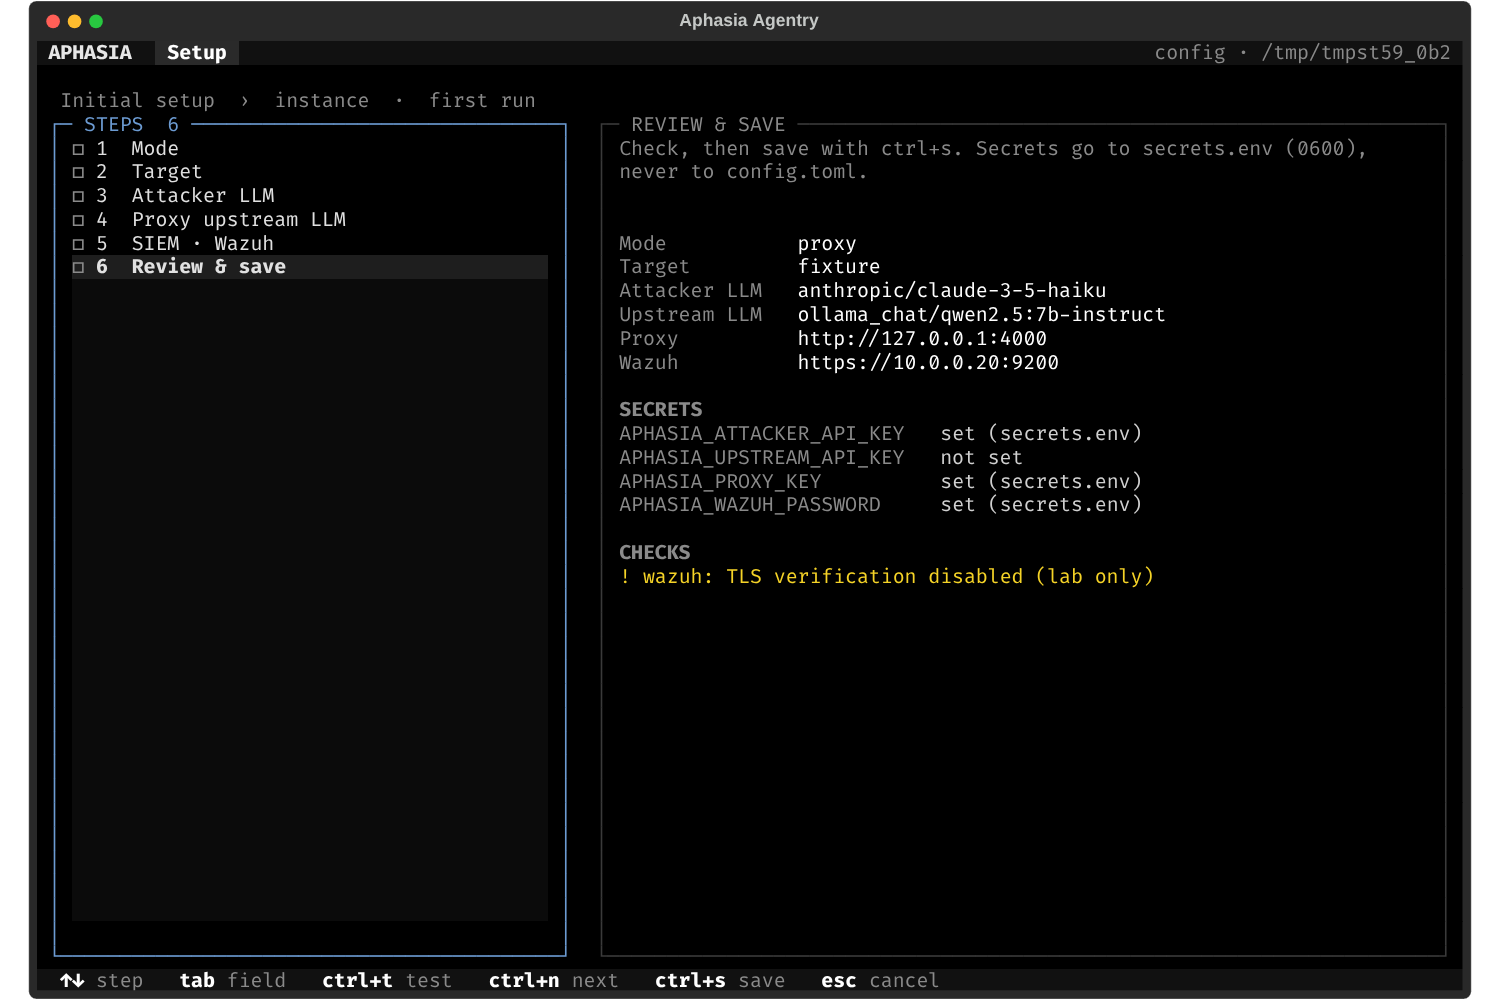 Aphasia Agentry
APHASIA Setup config · /tmp/tmpst59_0b2
Initial setup › instance · first run
STEPS 6
1 Mode
2 Target
3 Attacker LLM
4 Proxy upstream LLM
5 SIEM · Wazuh
6 Review & save
REVIEW & SAVE
Check, then save with ctrl+s. Secrets go to secrets.env (0600),
never to config.toml.
Mode proxy
Target fixture
Attacker LLM anthropic/claude-3-5-haiku
Upstream LLM ollama_chat/qwen2.5:7b-instruct
Proxy http://127.0.0.1:4000
Wazuh https://10.0.0.20:9200
SECRETS
APHASIA_ATTACKER_API_KEY set (secrets.env)
APHASIA_UPSTREAM_API_KEY not set
APHASIA_PROXY_KEY set (secrets.env)
APHASIA_WAZUH_PASSWORD set (secrets.env)
CHECKS
! wazuh: TLS verification disabled (lab only)
↑↓ step tab field ctrl+t test ctrl+n next ctrl+s save esc cancel